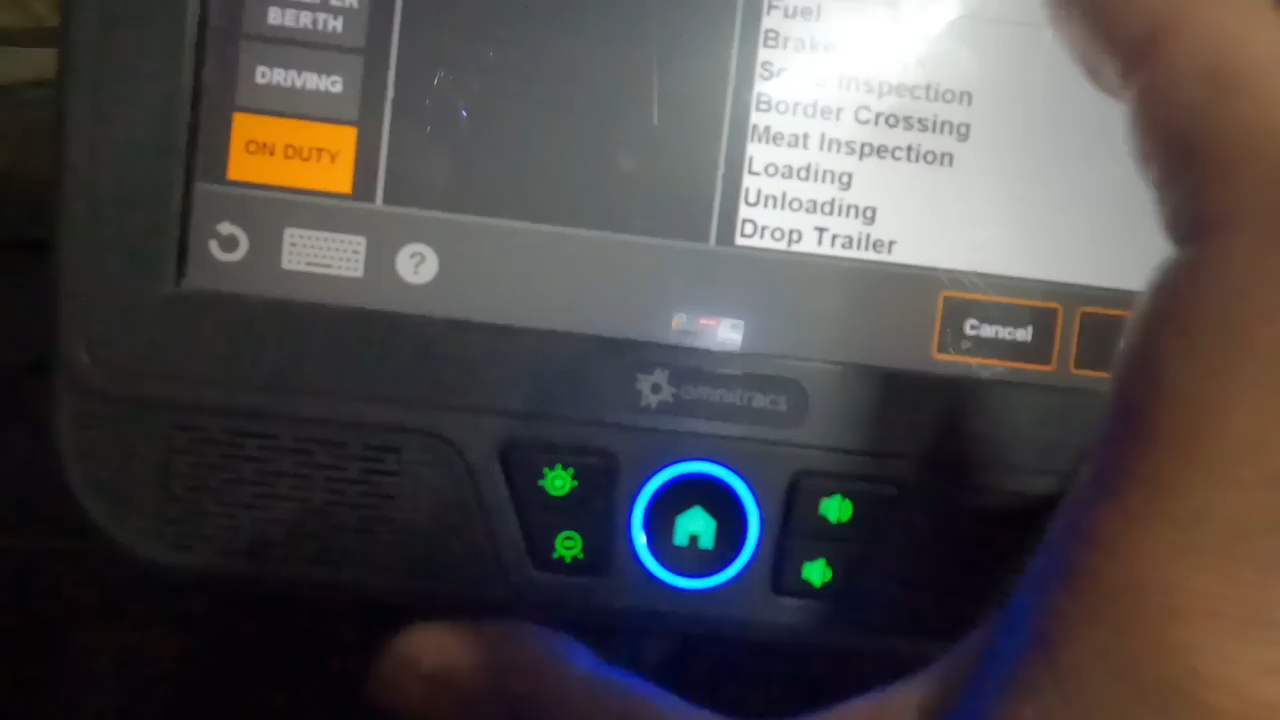 BERTH
DRIVING
ON DUTY
Fuel
Brake
Inspection
Border Crossing
Meat Inspection
Loading
Unloading
Drop Trailer
?
Cancel
omnitracs